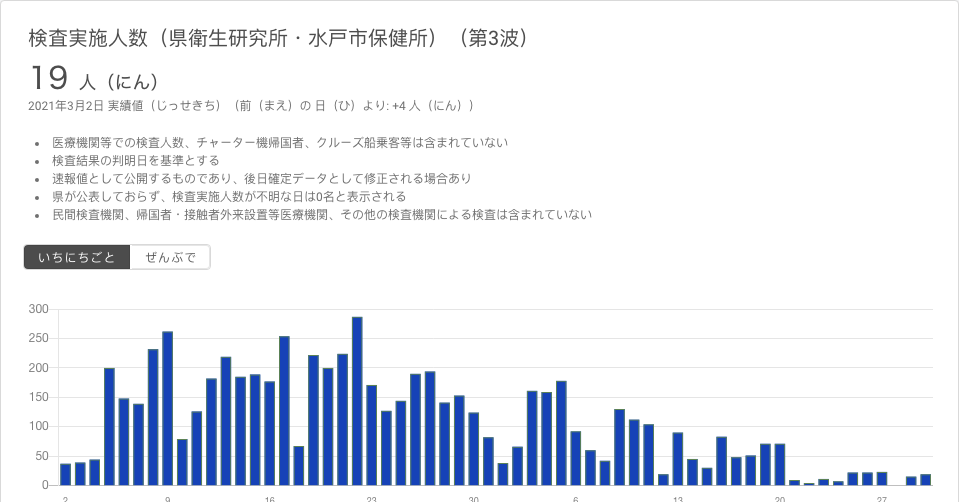 検査実施人数（県衛生研究所・水戸市保健所）（第3波）
19 人（にん）
2021年3月2日 実績値（じっせきち）（前（まえ）の 日（ひ）より: +4 人（にん））
• 医療機関等での検査人数、チャーター機帰国者、クルーズ船乗客等は含まれていない
• 検査結果の判明日を基準とする
• 速報値として公開するものであり、後日確定データとして修正される場合あり
• 県が公表しておらず、検査実施人数が不明な日は0名と表示される
• 民間検査機関、帰国者・接触者外来設置等医療機関、その他の検査機関による検査は含まれていない
いちにちごと ぜんぶで
300
250
200
150
100
50
0
2 9 16 23 30 6 13 20 27